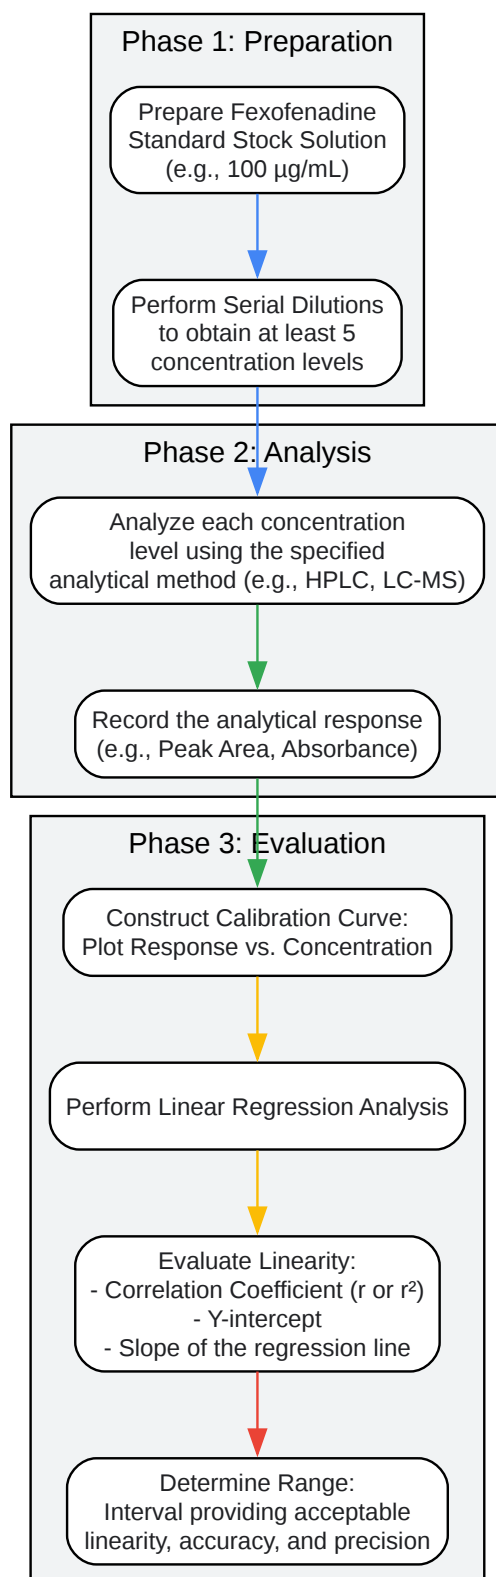 Phase 1: Preparation
Prepare Fexofenadine
Standard Stock Solution
(e.g., 100 µg/mL)
Perform Serial Dilutions
to obtain at least 5
concentration levels
Phase 2: Analysis
Analyze each concentration
level using the specified
analytical method (e.g., HPLC, LC-MS)
Record the analytical response
(e.g., Peak Area, Absorbance)
Phase 3: Evaluation
Construct Calibration Curve:
Plot Response vs. Concentration
Perform Linear Regression Analysis
Evaluate Linearity:
- Correlation Coefficient (r or r²)
- Y-intercept
- Slope of the regression line
Determine Range:
Interval providing acceptable
linearity, accuracy, and precision